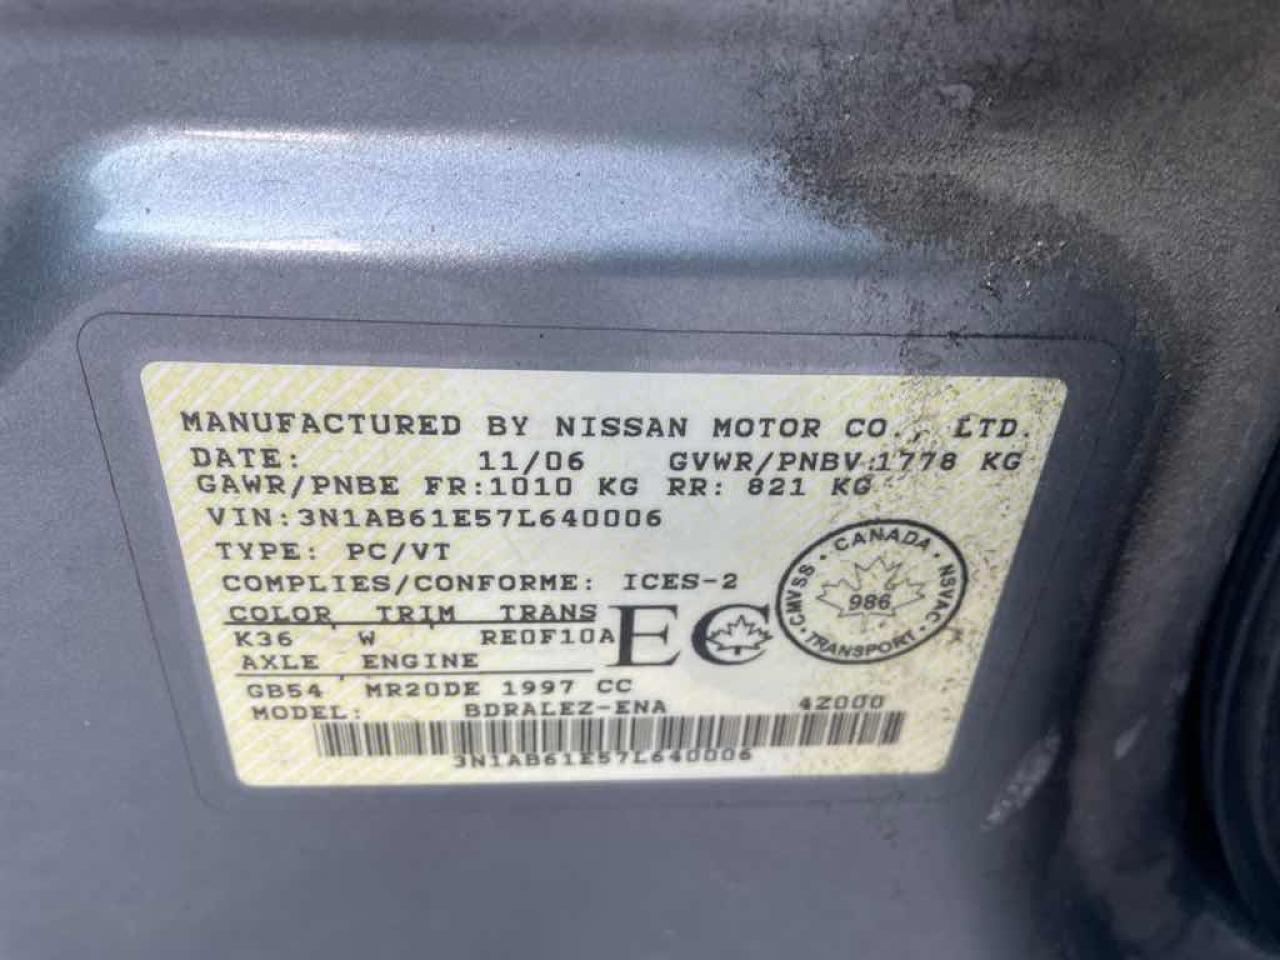 MANUFACTURED BY NISSAN MOTOR CO., LTD.
DATE: 11/06 GVWR/PNBV:1778 KG
GAWR/PNBE FR:1010 KG RR: 821 KG
VIN:3N1AB61E57L640006
TYPE: PC/VT
COMPLIES/CONFORME: ICES-2
COLOR TRIM TRANS
K36 W RE0F10A
EC
CANADA · NSVAC · TRANSPORT · CMVSS ·
986
AXLE ENGINE
GB54 MR20DE 1997 CC
MODEL: BDRALEZ-ENA 4Z000
3N1AB61E57L640006